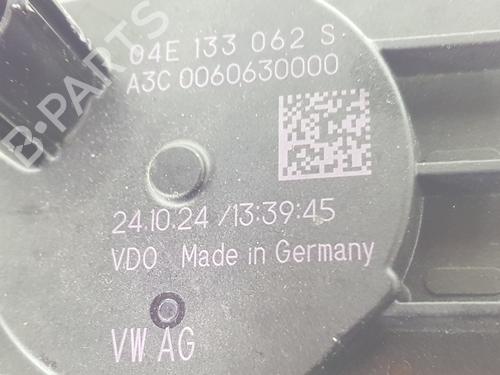 04E 133 062 S
A3C 0060630000
24.10.24 /13:39:45
VDO Made in Germany
VW AG
B-PARTS